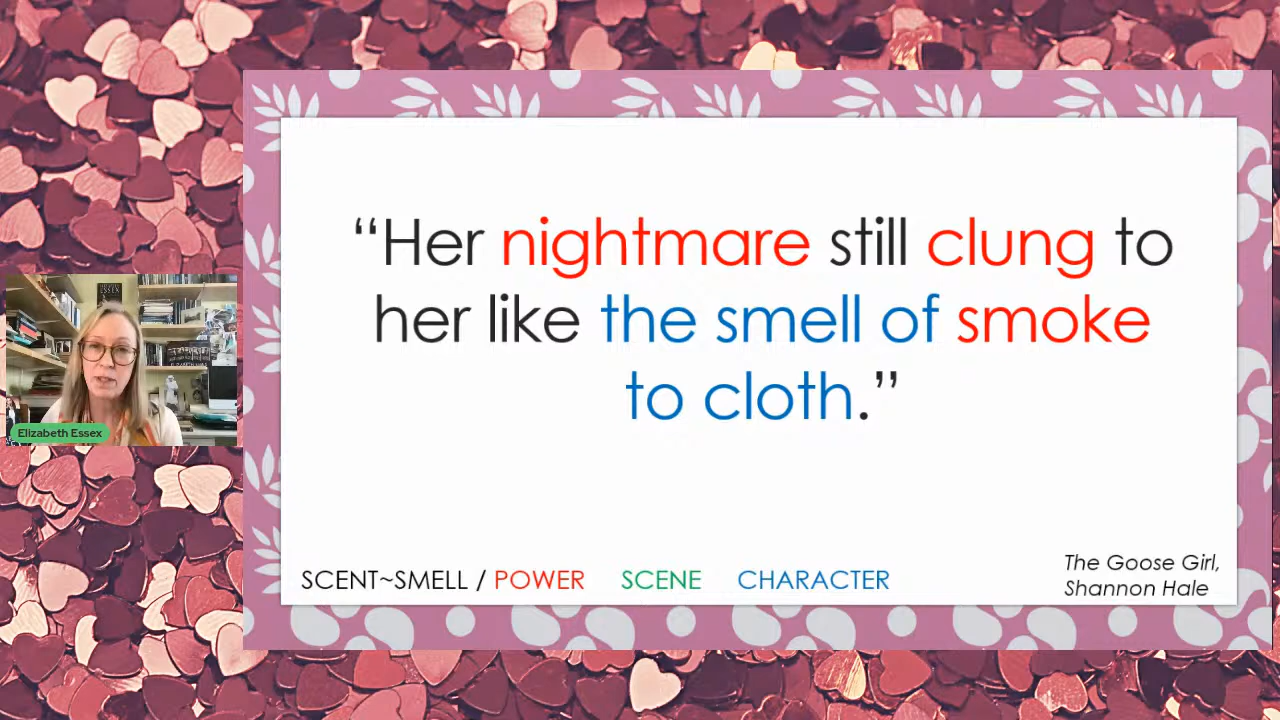 “Her nightmare still clung to
her like the smell of smoke
to cloth.”
SCENT~SMELL / POWER SCENE CHARACTER
The Goose Girl,
Shannon Hale
Elizabeth Essex
ESSEX